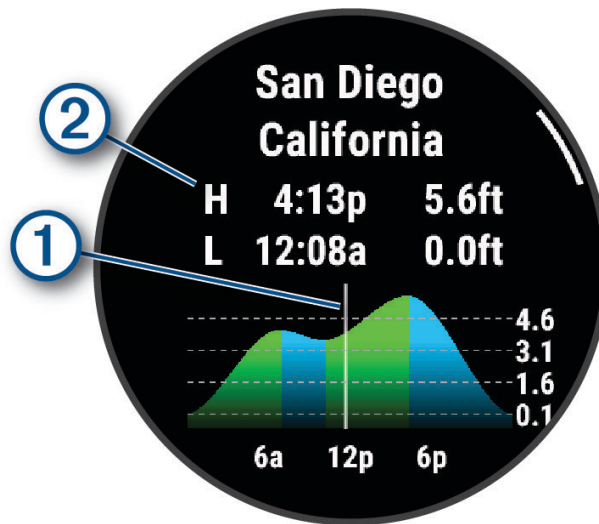 San Diego
California
2
H 4:13p 5.6ft
L 12:08a 0.0ft
1
4.6
3.1
1.6
0.1
6a 12p 6p